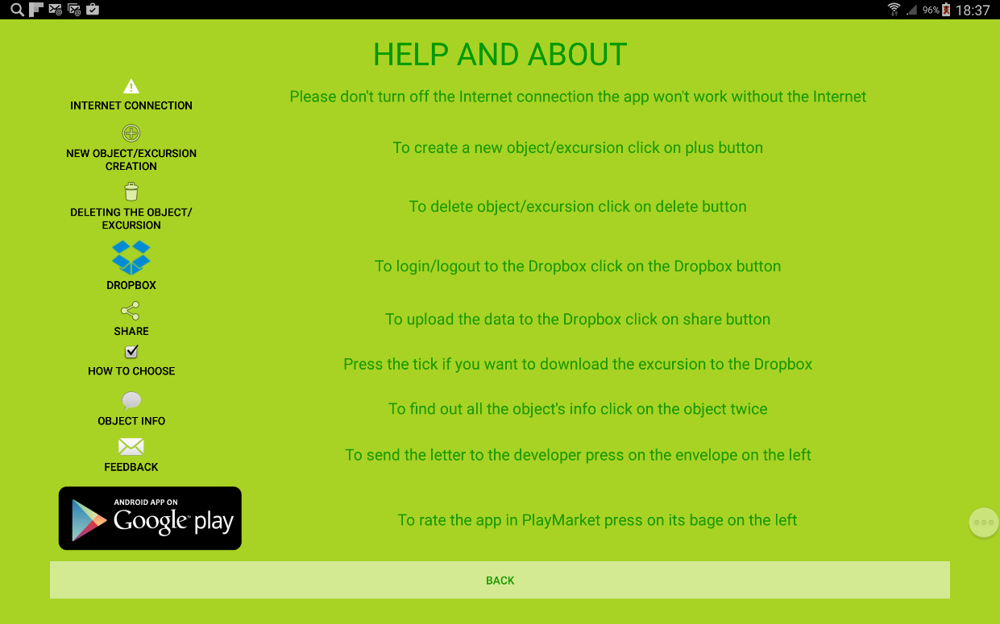 96% 18:37
HELP AND ABOUT
INTERNET CONNECTION
Please don't turn off the Internet connection the app won't work without the Internet
NEW OBJECT/EXCURSION
CREATION
To create a new object/excursion click on plus button
DELETING THE OBJECT/
EXCURSION
To delete object/excursion click on delete button
DROPBOX
To login/logout to the Dropbox click on the Dropbox button
SHARE
To upload the data to the Dropbox click on share button
HOW TO CHOOSE
Press the tick if you want to download the excursion to the Dropbox
OBJECT INFO
To find out all the object's info click on the object twice
FEEDBACK
To send the letter to the developer press on the envelope on the left
ANDROID APP ON
Google play
To rate the app in PlayMarket press on its bage on the left
BACK